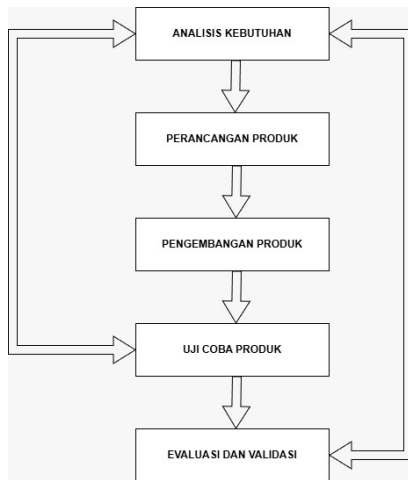 ANALISIS KEBUTUHAN
PERANCANGAN PRODUK
PENGEMBANGAN PRODUK
UJI COBA PRODUK
EVALUASI DAN VALIDASI